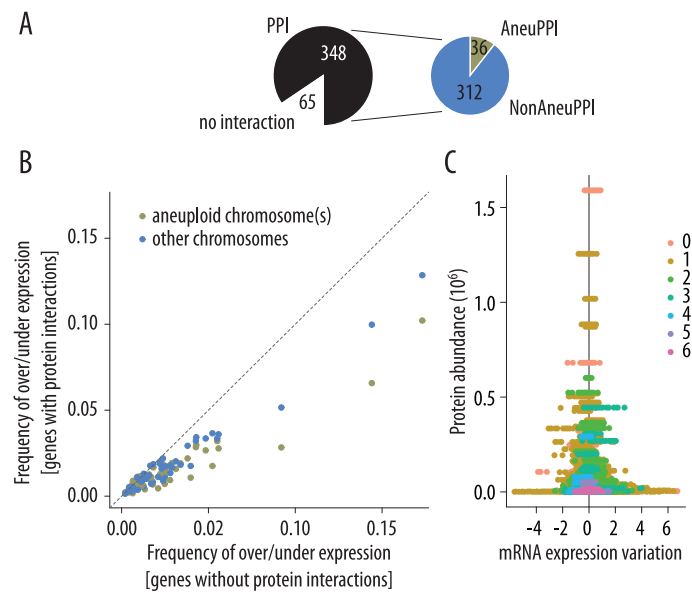 A
PPI
348
65
no interaction
AneuPPI
36
312
NonAneuPPI
B
aneuploid chromosome(s)
other chromosomes
0.15
0.10
0.05
0.00
0.00
0.02
0.10
0.15
Frequency of over/under expression
[genes with protein interactions]
Frequency of over/under expression
[genes without protein interactions]
C
1.5
1.0
0.5
0.0
Protein abundance (10⁶)
0
1
2
3
4
5
6
-4
-2
0
2
4
6
mRNA expression variation